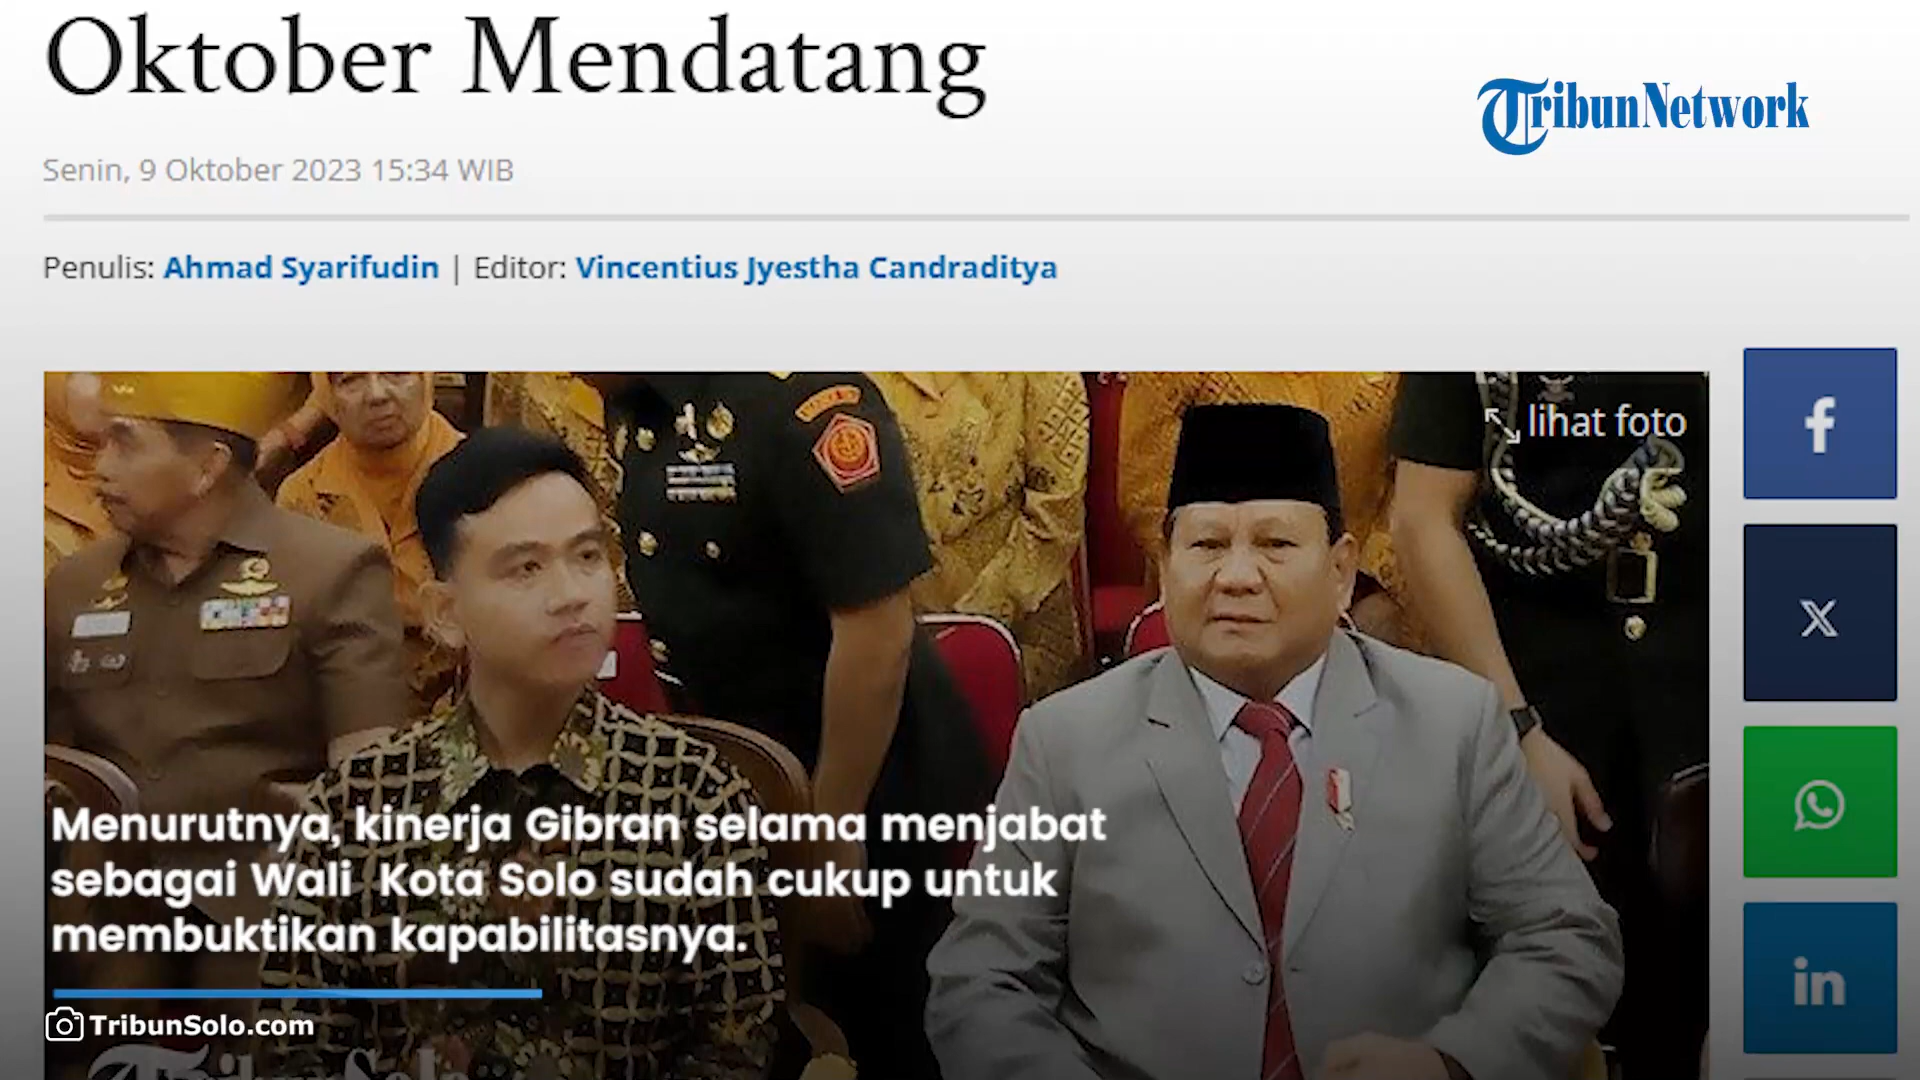 Oktober Mendatang
TribunNetwork
Senin, 9 Oktober 2023 15:34 WIB
Penulis: Ahmad Syarifudin | Editor: Vincentius Jyestha Candraditya
lihat foto
Menurutnya, kinerja Gibran selama menjabat
sebagai Wali Kota Solo sudah cukup untuk
membuktikan kapabilitasnya.
TribunSolo.com
TribunSolo